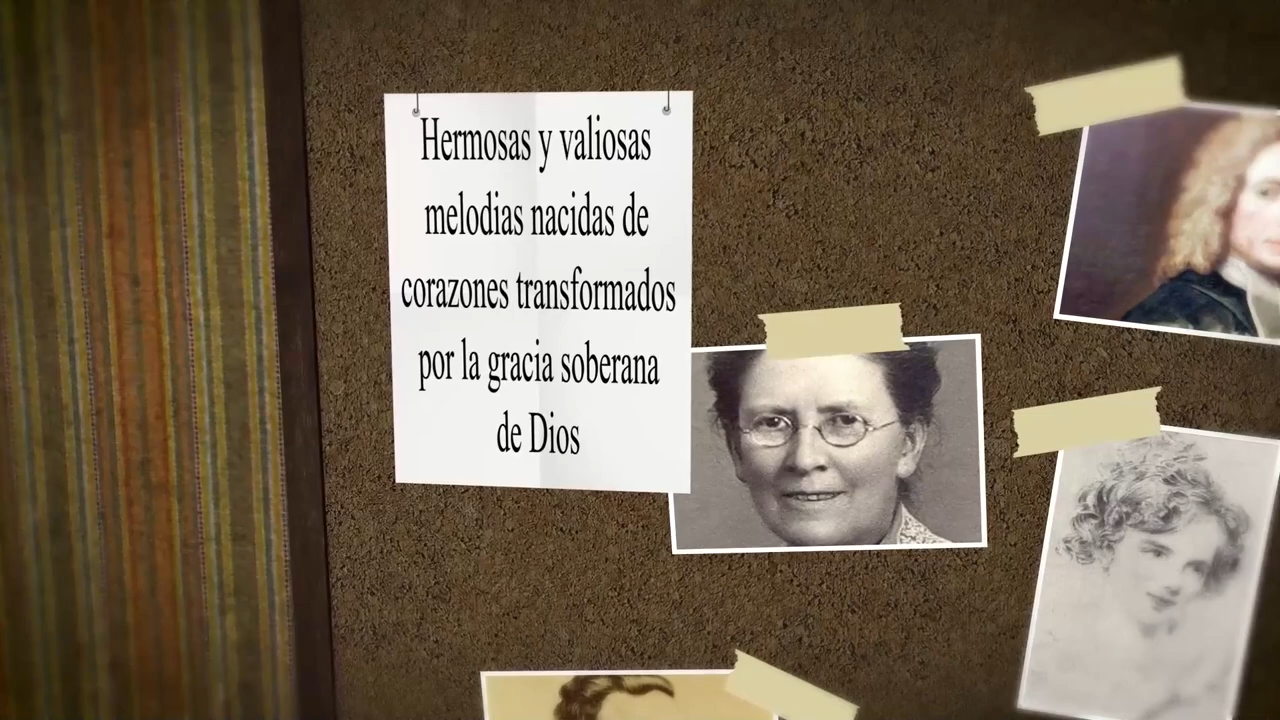 Hermosas y valiosas
melodias nacidas de
corazones transformados
por la gracia soberana
de Dios